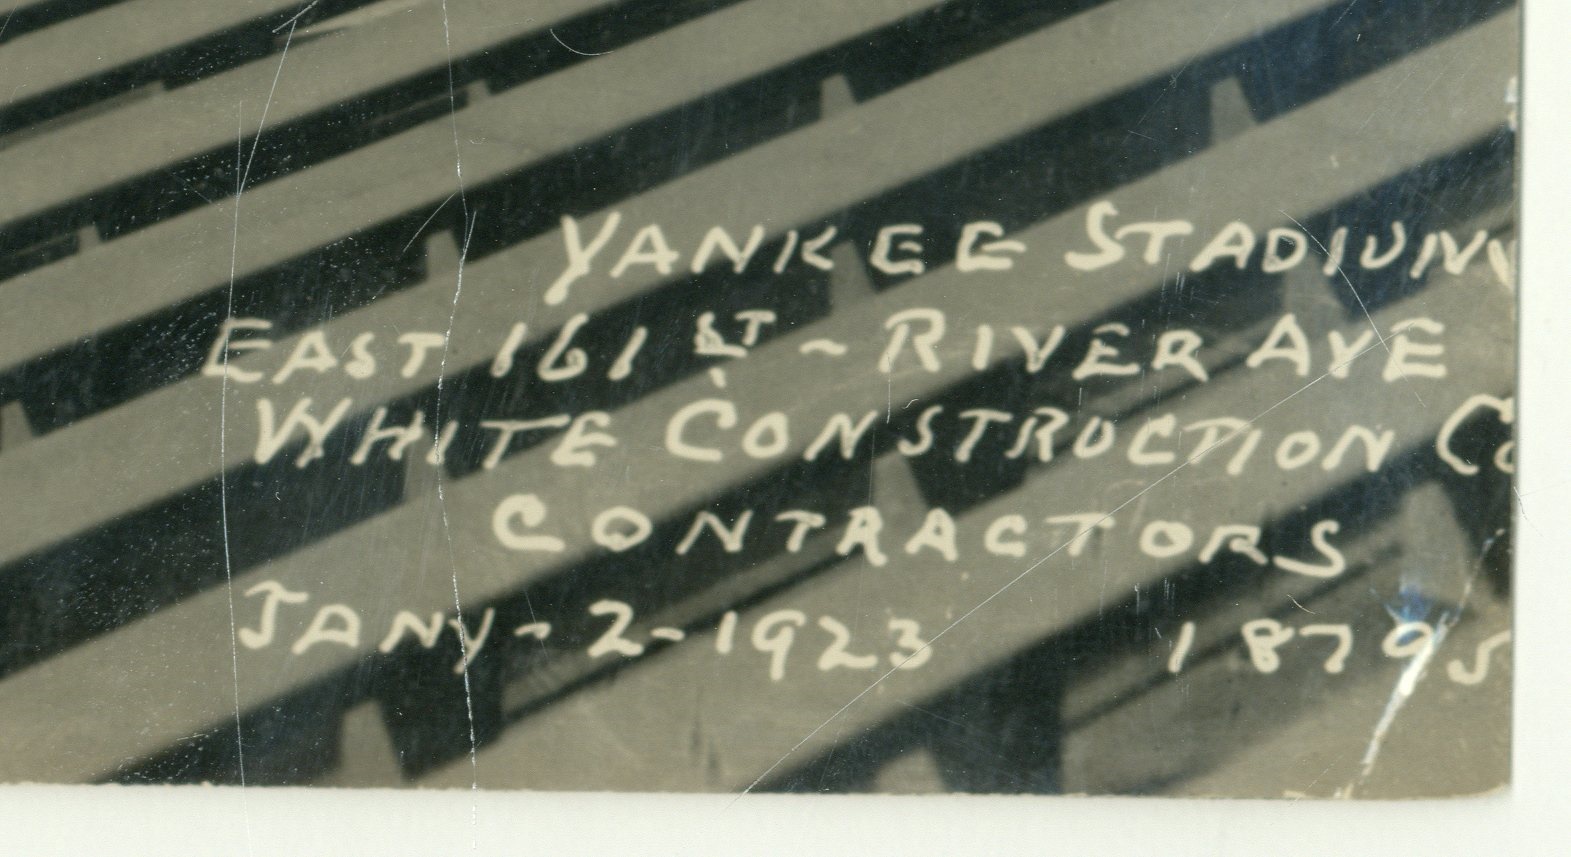 YANKEE STADIUM
EAST 161 ST ~ RIVER AVE
WHITE CONSTRUCTION Co
CONTRACTORS
JANY - 2 - 1923 18795